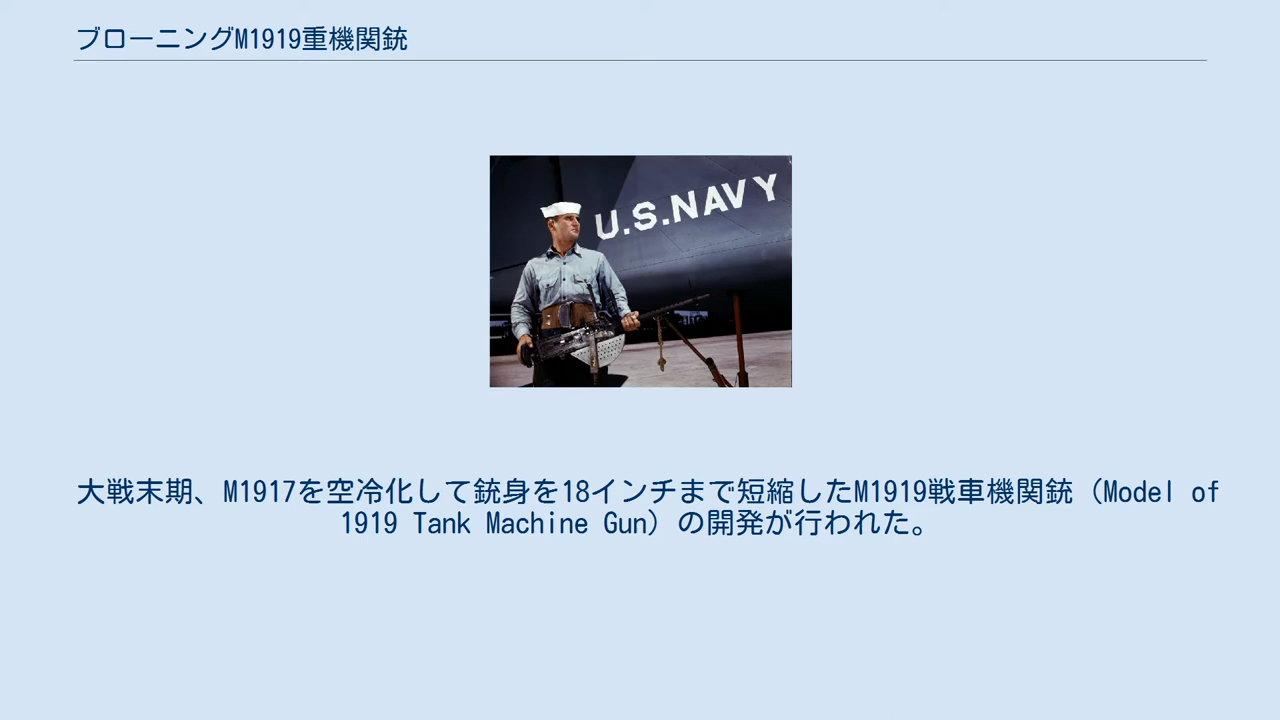 ブローニングM1919重機関銃
U.S.NAVY
大戦末期、M1917を空冷化して銃身を18インチまで短縮したM1919戦車機関銃（Model of
1919 Tank Machine Gun）の開発が行われた。